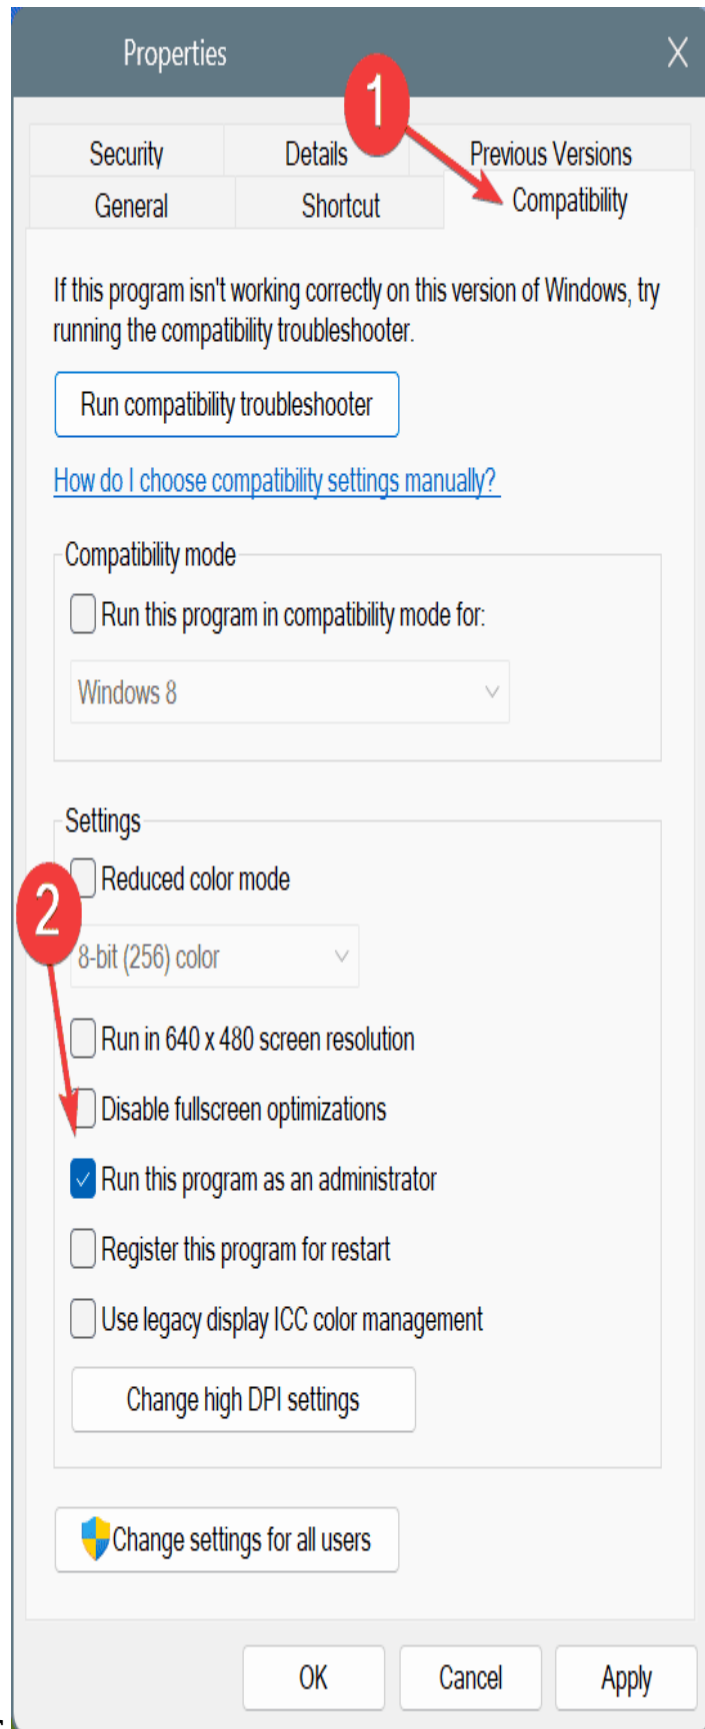 Properties
X
1
Security Details Previous Versions
General Shortcut Compatibility
If this program isn't working correctly on this version of Windows, try
running the compatibility troubleshooter.
Run compatibility troubleshooter
How do I choose compatibility settings manually?
Compatibility mode
Run this program in compatibility mode for:
Windows 8
Settings
Reduced color mode
2
8-bit (256) color
Run in 640 x 480 screen resolution
Disable fullscreen optimizations
Run this program as an administrator
Register this program for restart
Use legacy display ICC color management
Change high DPI settings
Change settings for all users
OK Cancel Apply